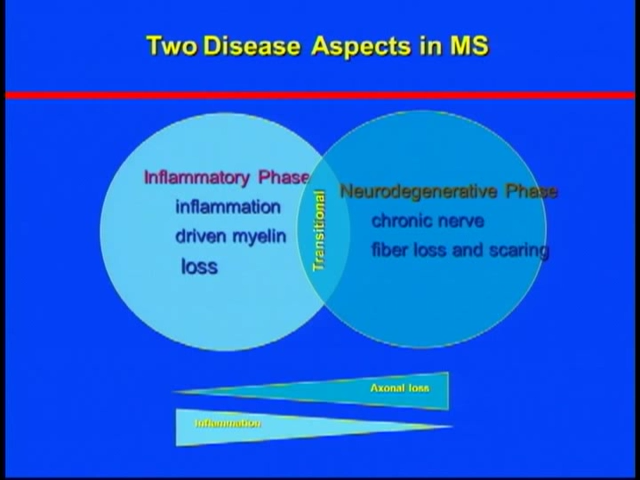 Two Disease Aspects in MS
Inflammatory Phase
inflammation
driven myelin
loss
Transitional
Neurodegenerative Phase
chronic nerve
fiber loss and scaring
Axonal loss
Inflammation